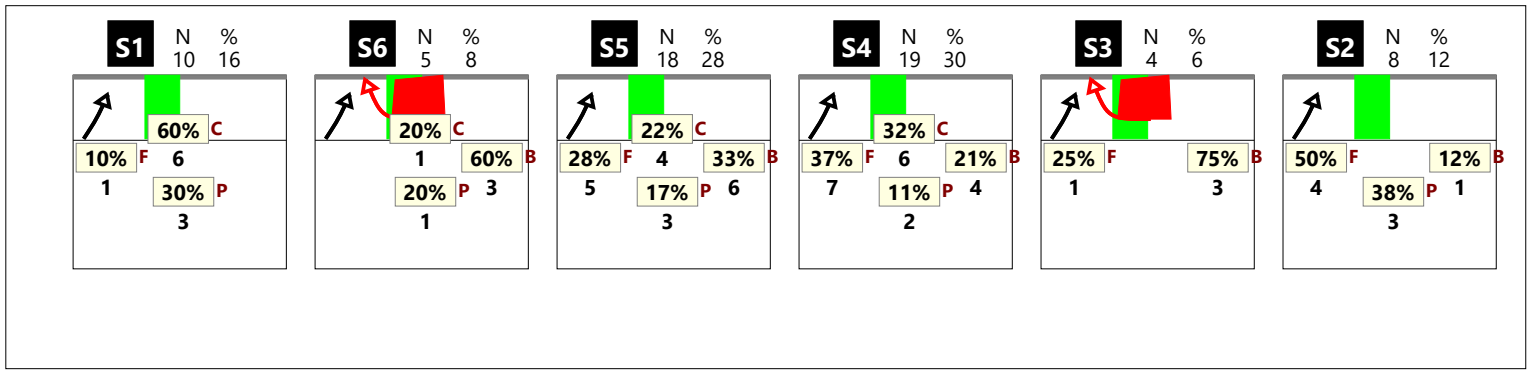 S1 N % 10 16
S6 N % 5 8
S5 N % 18 28
S4 N % 19 30
S3 N % 4 6
S2 N % 8 12
60% C 20% C 22% C 32% C
6 1 4 6
10% F 60% B 28% F 33% B 37% F 21% B 25% F 75% B 50% F 12% B
1 3 5 6 7 4 1 3 4 1
30% P 20% P 17% P 11% P 38% P
3 1 3 2 3